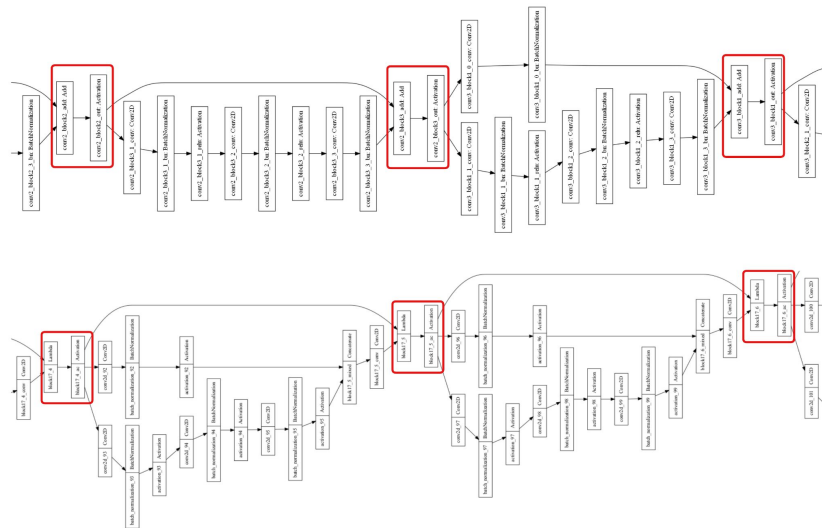 conv2_block2_3_bn: BatchNormalization
conv2_block2_add: Add
conv2_block2_out: Activation
conv2_block3_1_conv: Conv2D
conv2_block3_1_bn: BatchNormalization
conv2_block3_1_relu: Activation
conv2_block3_2_conv: Conv2D
conv2_block3_2_bn: BatchNormalization
conv2_block3_2_relu: Activation
conv2_block3_3_conv: Conv2D
conv2_block3_3_bn: BatchNormalization
conv2_block3_add: Add
conv2_block3_out: Activation
conv3_block1_0_conv: Conv2D
conv3_block1_0_bn: BatchNormalization
conv3_block1_1_conv: Conv2D
conv3_block1_1_bn: BatchNormalization
conv3_block1_1_relu: Activation
conv3_block1_2_conv: Conv2D
conv3_block1_2_bn: BatchNormalization
conv3_block1_2_relu: Activation
conv3_block1_3_conv: Conv2D
conv3_block1_3_bn: BatchNormalization
conv3_block1_add: Add
conv3_block1_out: Activation
conv3_block2_1_conv: Conv2D
block17_4_conv Conv2D
block17_4 Lambda
block17_4_ac Activation
conv2d_92 Conv2D
batch_normalization_92 BatchNormalization
activation_92 Activation
conv2d_93 Conv2D
batch_normalization_93 BatchNormalization
activation_93 Activation
conv2d_94 Conv2D
batch_normalization_94 BatchNormalization
activation_94 Activation
conv2d_95 Conv2D
batch_normalization_95 BatchNormalization
activation_95 Activation
block17_5_mixed Concatenate
block17_5_conv Conv2D
block17_5 Lambda
block17_5_ac Activation
conv2d_96 Conv2D
batch_normalization_96 BatchNormalization
activation_96 Activation
conv2d_97 Conv2D
batch_normalization_97 BatchNormalization
activation_97 Activation
conv2d_98 Conv2D
batch_normalization_98 BatchNormalization
activation_98 Activation
conv2d_99 Conv2D
batch_normalization_99 BatchNormalization
activation_99 Activation
block17_6_mixed Concatenate
block17_6_conv Conv2D
block17_6 Lambda
block17_6_ac Activation
conv2d_100 Conv2D
conv2d_101 Conv2D